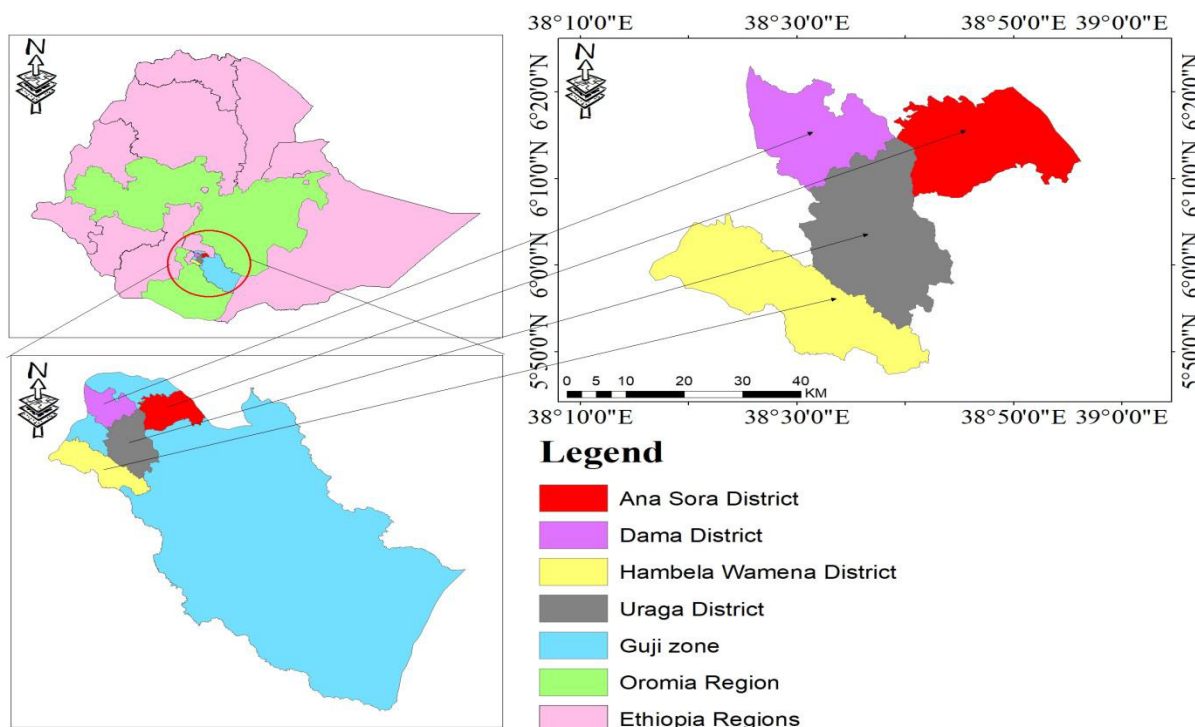 N
38°10'0"E 38°30'0"E 38°50'0"E 39°0'0"E
N
6°20'0"N
6°10'0"N
6°0'0"N
5°50'0"N
6°20'0"N
6°10'0"N
6°0'0"N
5°50'0"N
0 5 10 20 30 40
KM
38°10'0"E 38°30'0"E 38°50'0"E 39°0'0"E
N
Legend
Ana Sora District
Dama District
Hambela Wamena District
Uraga District
Guji zone
Oromia Region
Ethiopia Regions